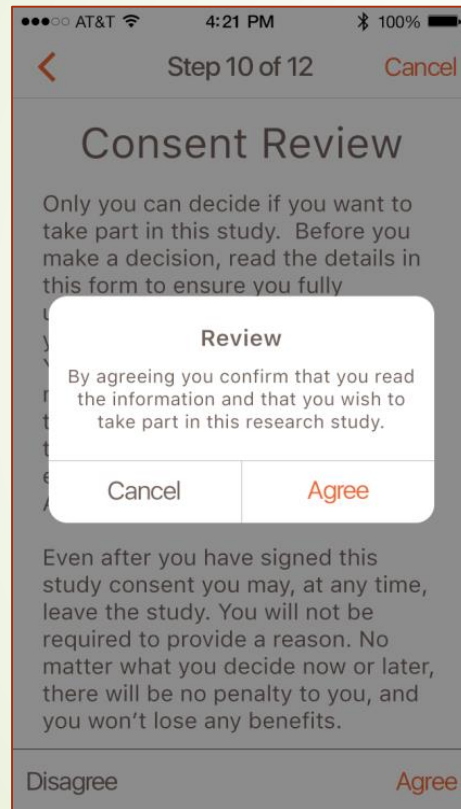 AT&T 4:21 PM 100%
Step 10 of 12 Cancel
Consent Review
Only you can decide if you want to
take part in this study. Before you
make a decision, read the details in
this form to ensure you fully
Review
By agreeing you confirm that you read
the information and that you wish to
take part in this research study.
Cancel Agree
Even after you have signed this
study consent you may, at any time,
leave the study. You will not be
required to provide a reason. No
matter what you decide now or later,
there will be no penalty to you, and
you won't lose any benefits.
Disagree Agree